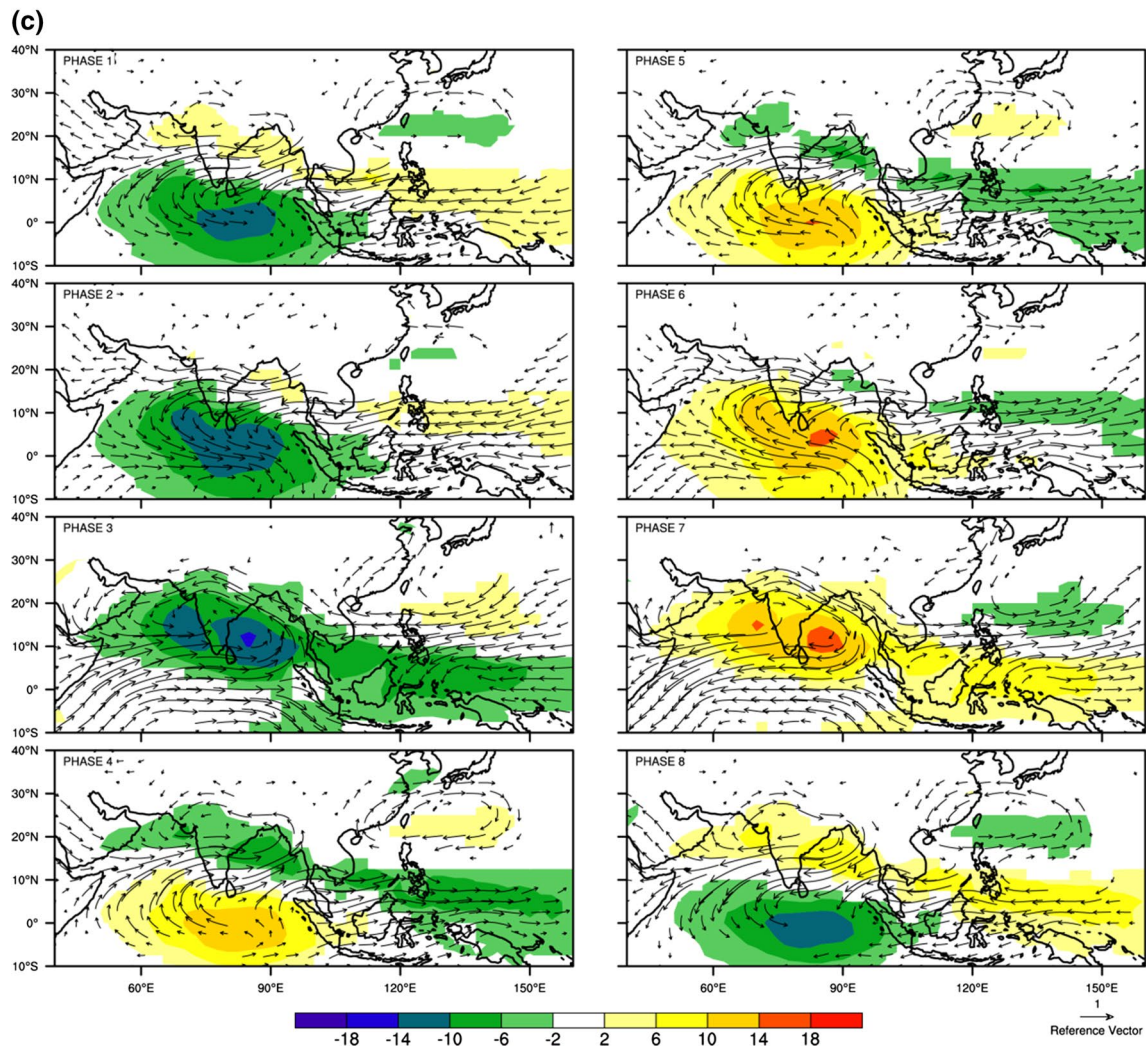 (c)
PHASE 1
PHASE 5
40°N
30°N
20°N
10°N
0°
10°S
PHASE 2
PHASE 6
40°N
30°N
20°N
10°N
0°
10°S
PHASE 3
PHASE 7
40°N
30°N
20°N
10°N
0°
10°S
PHASE 4
PHASE 8
40°N
30°N
20°N
10°N
0°
10°S
60°E 90°E 120°E 150°E 60°E 90°E 120°E 150°E
-18 -14 -10 -6 -2 2 6 10 14 18
1
Reference Vector